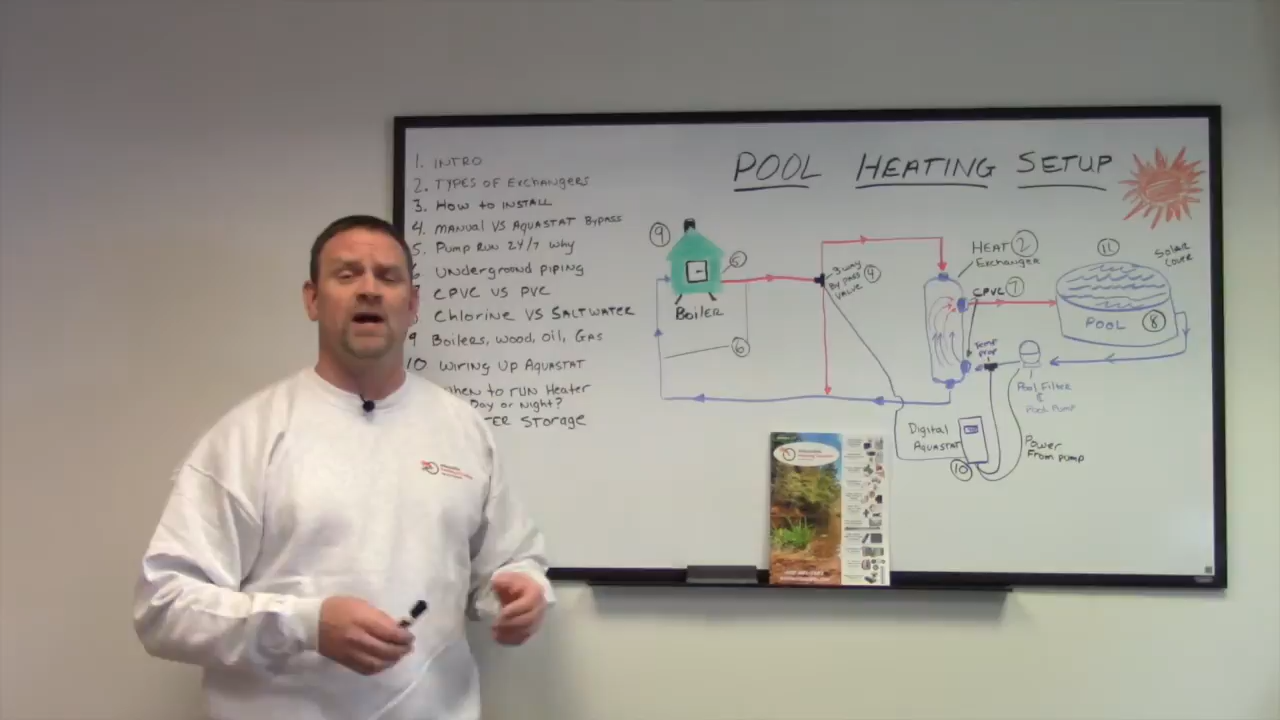 POOL HEATING SETUP
1. INTRO
2. TYPES OF EXCHANGERS
3. HOW TO INSTALL
4. MANUAL VS AQUASTAT BYPASS
5. PUMP RUN 24/7 WHY
UNDERGROUND PIPING
CPVC VS PVC
CHLORINE VS SALTWATER
9 BOILERS, WOOD, OIL, GAS
10 WIRING UP AQUASTAT
WHEN TO RUN HEATER
DAY OR NIGHT?
STORAGE
9
5
BOILER
6
3 WAY
BY PASS
VALVE 4
HEAT 2
EXCHANGER
CPVC 7
11
SOLAR
COVER
POOL 8
TEMP
PROP
POOL FILTER
&
POOL PUMP
DIGITAL
AQUASTAT
10
POWER
FROM PUMP